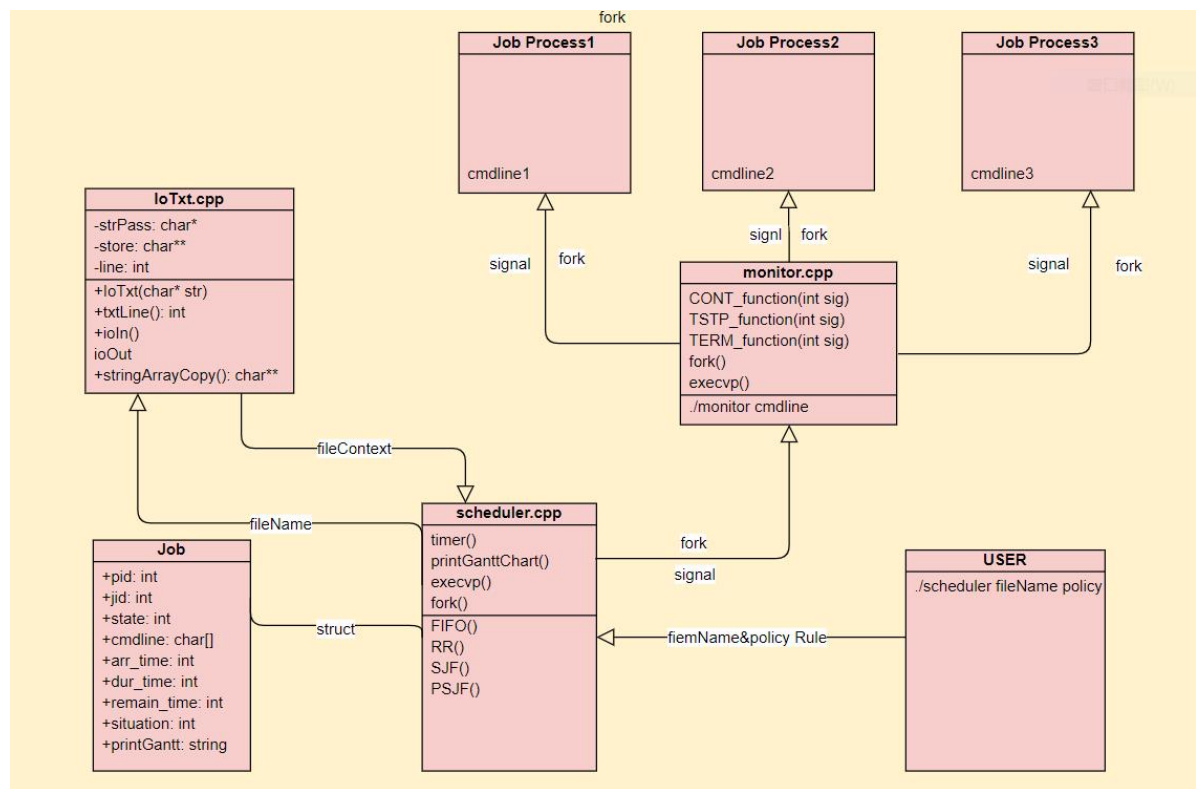 fork
Job Process1
cmdline1
Job Process2
cmdline2
Job Process3
cmdline3
IoTxt.cpp
-strPass: char*
-store: char**
-line: int
+IoTxt(char* str)
+txtLine(): int
+ioIn()
ioOut
+stringArrayCopy(): char**
signal
fork
signl
fork
signal
fork
monitor.cpp
CONT_function(int sig)
TSTP_function(int sig)
TERM_function(int sig)
fork()
execvp()
./monitor cmdline
fileContext
fileName
scheduler.cpp
timer()
printGanttChart()
execvp()
fork()
FIFO()
RR()
SJF()
PSJF()
fork
signal
Job
+pid: int
+jid: int
+state: int
+cmdline: char[]
+arr_time: int
+dur_time: int
+remain_time: int
+situation: int
+printGantt: string
struct
fiemName&policy Rule
USER
./scheduler fileName policy